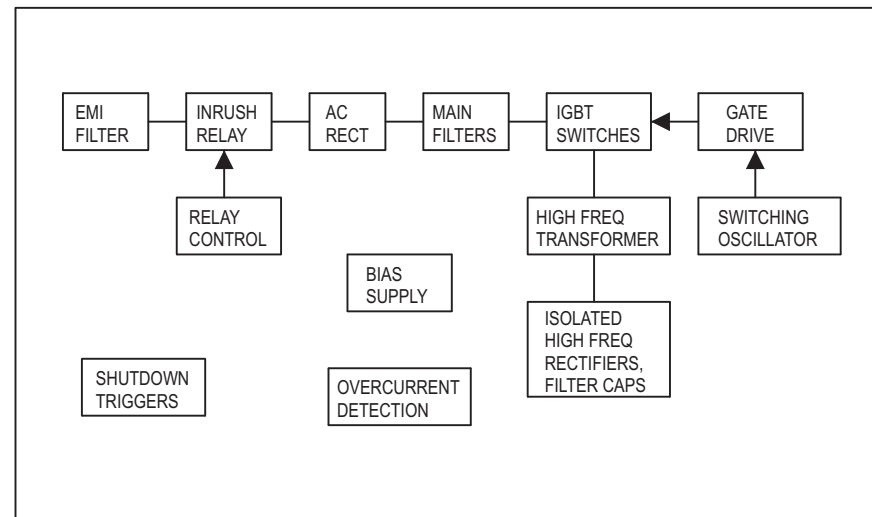 EMI
FILTER
INRUSH
RELAY
AC
RECT
MAIN
FILTERS
IGBT
SWITCHES
GATE
DRIVE
RELAY
CONTROL
HIGH FREQ
TRANSFORMER
SWITCHING
OSCILLATOR
BIAS
SUPPLY
ISOLATED
HIGH FREQ
RECTIFIERS,
FILTER CAPS
SHUTDOWN
TRIGGERS
OVERCURRENT
DETECTION